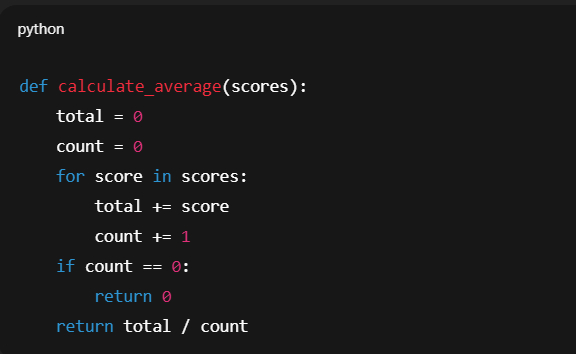 python
def calculate_average(scores):
    total = 0
    count = 0
    for score in scores:
        total += score
        count += 1
    if count == 0:
        return 0
    return total / count